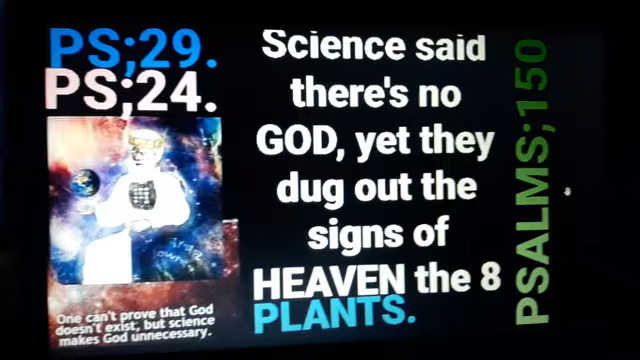 PS;29.
PS;24.
One can't prove that God
doesn't exist, but science
makes God unnecessary.
Science said
there's no
GOD, yet they
dug out the
signs of
HEAVEN the 8
PLANTS.
PSALMS;150